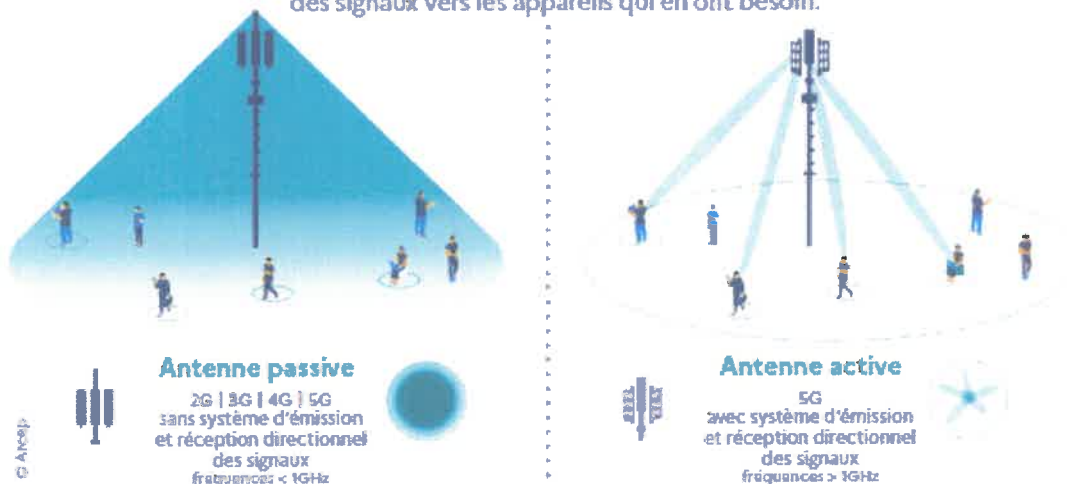 des signaux vers les appareils qui en ont besoin.
Antenne passive
2G | 3G | 4G | 5G
sans système d'émission
et réception directionnel
des signaux
fréquences < 1GHz
Antenne active
5G
avec système d'émission
et réception directionnel
des signaux
fréquences > 1GHz
© Arcep